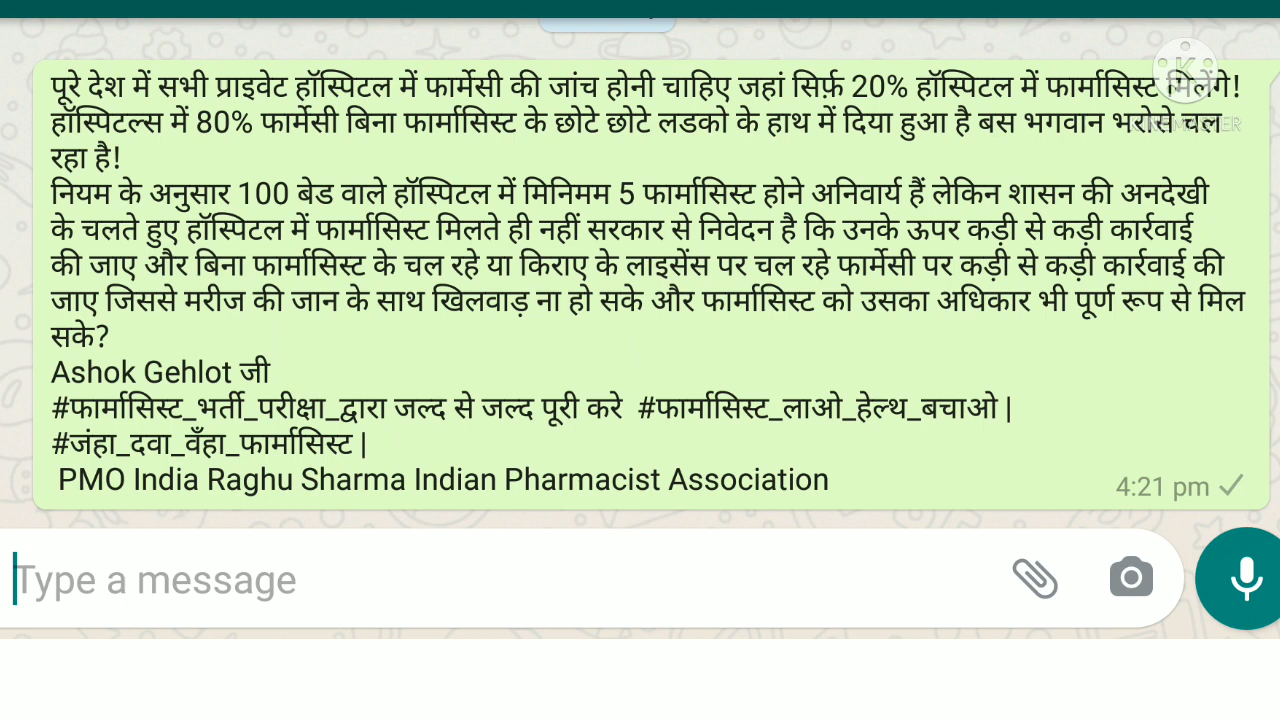 पूरे देश में सभी प्राइवेट हॉस्पिटल में फार्मेसी की जांच होनी चाहिए जहां सिर्फ़ 20% हॉस्पिटल में फार्मासिस्ट मिलेंगे!
हॉस्पिटल्स में 80% फार्मेसी बिना फार्मासिस्ट के छोटे छोटे लडको के हाथ में दिया हुआ है बस भगवान भरोसे चल
रहा है!
नियम के अनुसार 100 बेड वाले हॉस्पिटल में मिनिमम 5 फार्मासिस्ट होने अनिवार्य हैं लेकिन शासन की अनदेखी
के चलते हुए हॉस्पिटल में फार्मासिस्ट मिलते ही नहीं सरकार से निवेदन है कि उनके ऊपर कड़ी से कड़ी कार्रवाई
की जाए और बिना फार्मासिस्ट के चल रहे या किराए के लाइसेंस पर चल रहे फार्मेसी पर कड़ी से कड़ी कार्रवाई की
जाए जिससे मरीज की जान के साथ खिलवाड़ ना हो सके और फार्मासिस्ट को उसका अधिकार भी पूर्ण रूप से मिल
सके?
Ashok Gehlot जी
#फार्मासिस्ट_भर्ती_परीक्षा_द्वारा जल्द से जल्द पूरी करे #फार्मासिस्ट_लाओ_हेल्थ_बचाओ |
#जंहा_दवा_वँहा_फार्मासिस्ट |
PMO India Raghu Sharma Indian Pharmacist Association
4:21 pm
Type a message
K
KINEMASTER